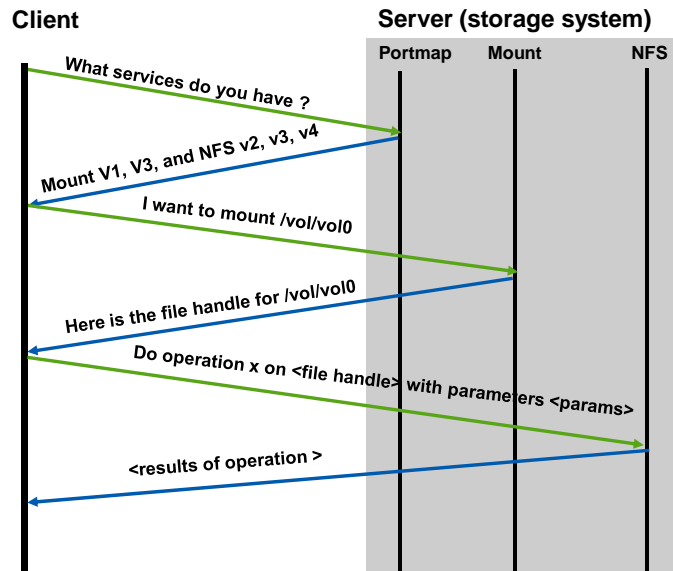 Client
Server (storage system)
Portmap
Mount
NFS
What services do you have ?
Mount V1, V3, and NFS v2, v3, v4
I want to mount /vol/vol0
Here is the file handle for /vol/vol0
Do operation x on <file handle> with parameters <params>
<results of operation >